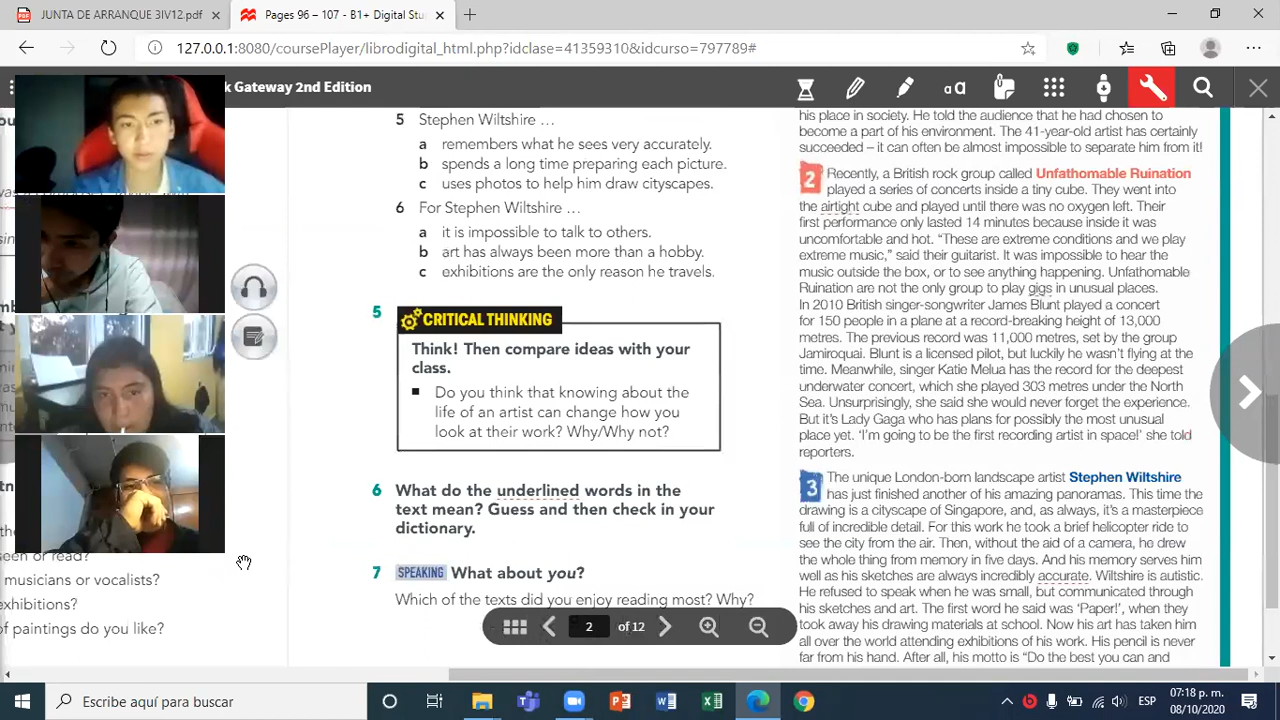 JUNTA DE ARRANQUE 3IV12.pdf
Pages 96 - 107 - B1+ Digital Stud
127.0.0.1:8080/coursePlayer/librodigital_html.php?idclase=41359310&idcurso=797789#
k Gateway 2nd Edition
aa
5 Stephen Wiltshire …
a remembers what he sees very accurately.
b spends a long time preparing each picture.
c uses photos to help him draw cityscapes.
6 For Stephen Wiltshire …
a it is impossible to talk to others.
b art has always been more than a hobby.
c exhibitions are the only reason he travels.
5 CRITICAL THINKING
Think! Then compare ideas with your
class.
■ Do you think that knowing about the
life of an artist can change how you
look at their work? Why/Why not?
6 What do the underlined words in the
text mean? Guess and then check in your
dictionary.
7 SPEAKING What about you?
Which of the texts did you enjoy reading most? Why?
seen or read?
musicians or vocalists?
exhibitions?
of paintings do you like?
his place in society. He told the audience that he had chosen to
become a part of his environment. The 41-year-old artist has certainly
succeeded – it can often be almost impossible to separate him from it!
2 Recently, a British rock group called Unfathomable Ruination
played a series of concerts inside a tiny cube. They went into
the airtight cube and played until there was no oxygen left. Their
first performance only lasted 14 minutes because inside it was
uncomfortable and hot. “These are extreme conditions and we play
extreme music,” said their guitarist. It was impossible to hear the
music outside the box, or to see anything happening. Unfathomable
Ruination are not the only group to play gigs in unusual places.
In 2010 British singer-songwriter James Blunt played a concert
for 150 people in a plane at a record-breaking height of 13,000
metres. The previous record was 11,000 metres, set by the group
Jamiroquai. Blunt is a licensed pilot, but luckily he wasn’t flying at the
time. Meanwhile, singer Katie Melua has the record for the deepest
underwater concert, which she played 303 metres under the North
Sea. Unsurprisingly, she said she would never forget the experience.
But it’s Lady Gaga who has plans for possibly the most unusual
place yet. ‘I’m going to be the first recording artist in space!’ she told
reporters.
3 The unique London-born landscape artist Stephen Wiltshire
has just finished another of his amazing panoramas. This time the
drawing is a cityscape of Singapore, and, as always, it’s a masterpiece
full of incredible detail. For this work he took a brief helicopter ride to
see the city from the air. Then, without the aid of a camera, he drew
the whole thing from memory in five days. And his memory serves him
well as his sketches are always incredibly accurate. Wiltshire is autistic.
He refused to speak when he was small, but communicated through
his sketches and art. The first word he said was ‘Paper!’, when they
took away his drawing materials at school. Now his art has taken him
all over the world attending exhibitions of his work. His pencil is never
far from his hand. After all, his motto is “Do the best you can and
2 of 12
Escribe aquí para buscar
ESP
07:18 p. m.
08/10/2020